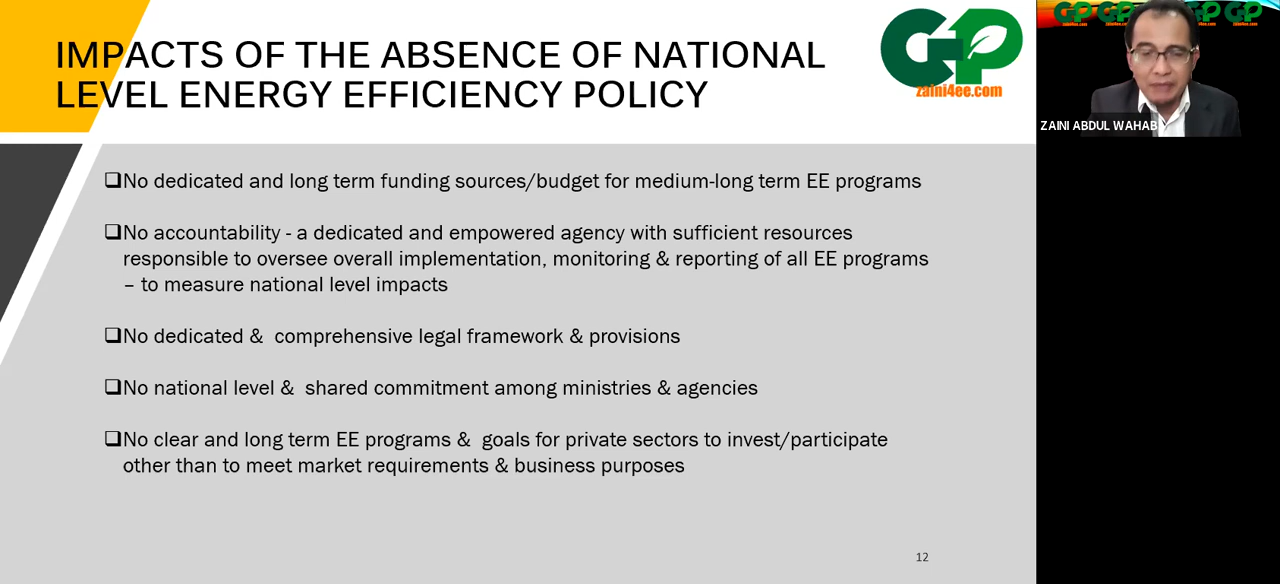 IMPACTS OF THE ABSENCE OF NATIONAL
LEVEL ENERGY EFFICIENCY POLICY
GP
zaini4ee.com
ZAINI ABDUL WAHAB
❑No dedicated and long term funding sources/budget for medium-long term EE programs
❑No accountability - a dedicated and empowered agency with sufficient resources
responsible to oversee overall implementation, monitoring & reporting of all EE programs
– to measure national level impacts
❑No dedicated &  comprehensive legal framework & provisions
❑No national level &  shared commitment among ministries & agencies
❑No clear and long term EE programs &  goals for private sectors to invest/participate
other than to meet market requirements & business purposes
12